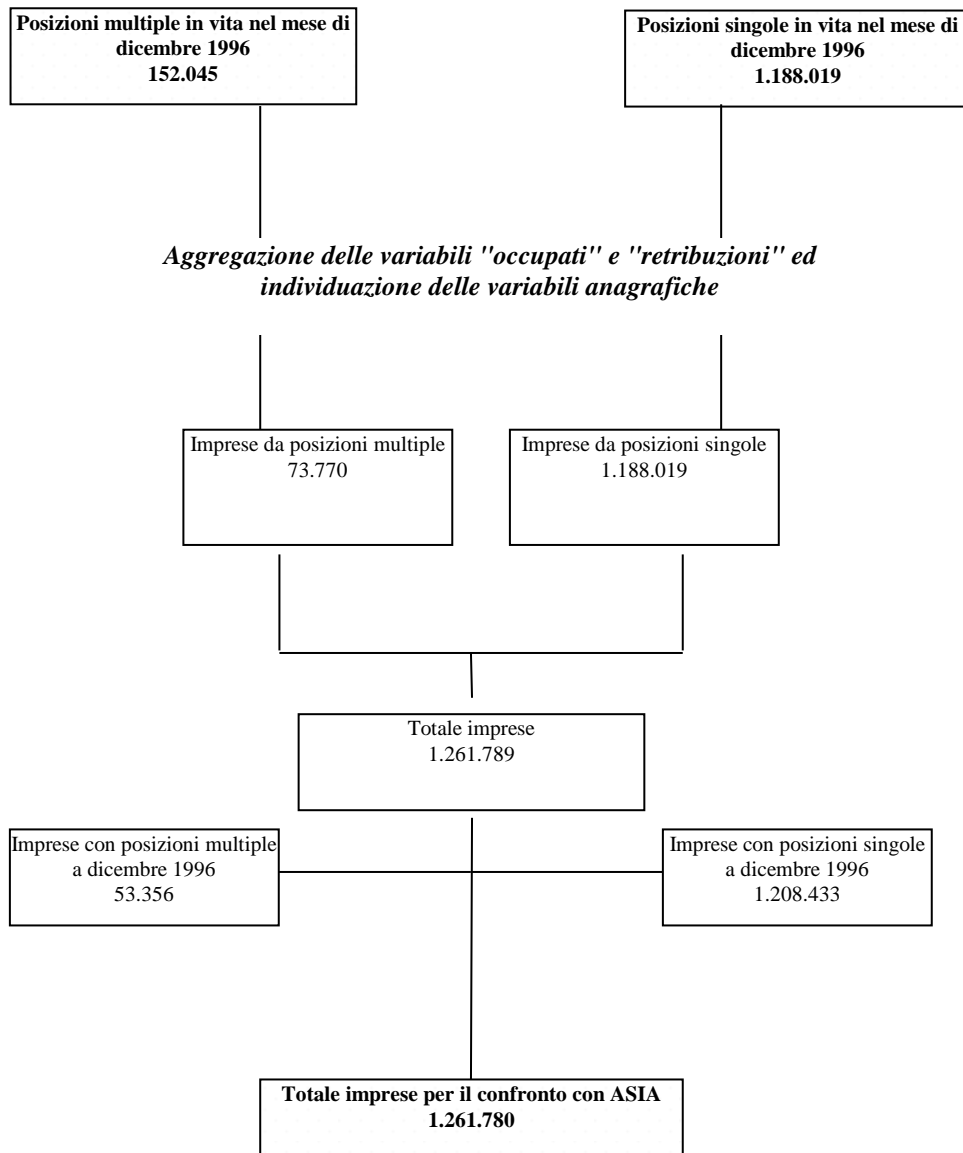 Posizioni multiple in vita nel mese di
dicembre 1996
152.045
Posizioni singole in vita nel mese di
dicembre 1996
1.188.019
Aggregazione delle variabili "occupati" e "retribuzioni" ed
individuazione delle variabili anagrafiche
Imprese da posizioni multiple
73.770
Imprese da posizioni singole
1.188.019
Totale imprese
1.261.789
Imprese con posizioni multiple
a dicembre 1996
53.356
Imprese con posizioni singole
a dicembre 1996
1.208.433
Totale imprese per il confronto con ASIA
1.261.780